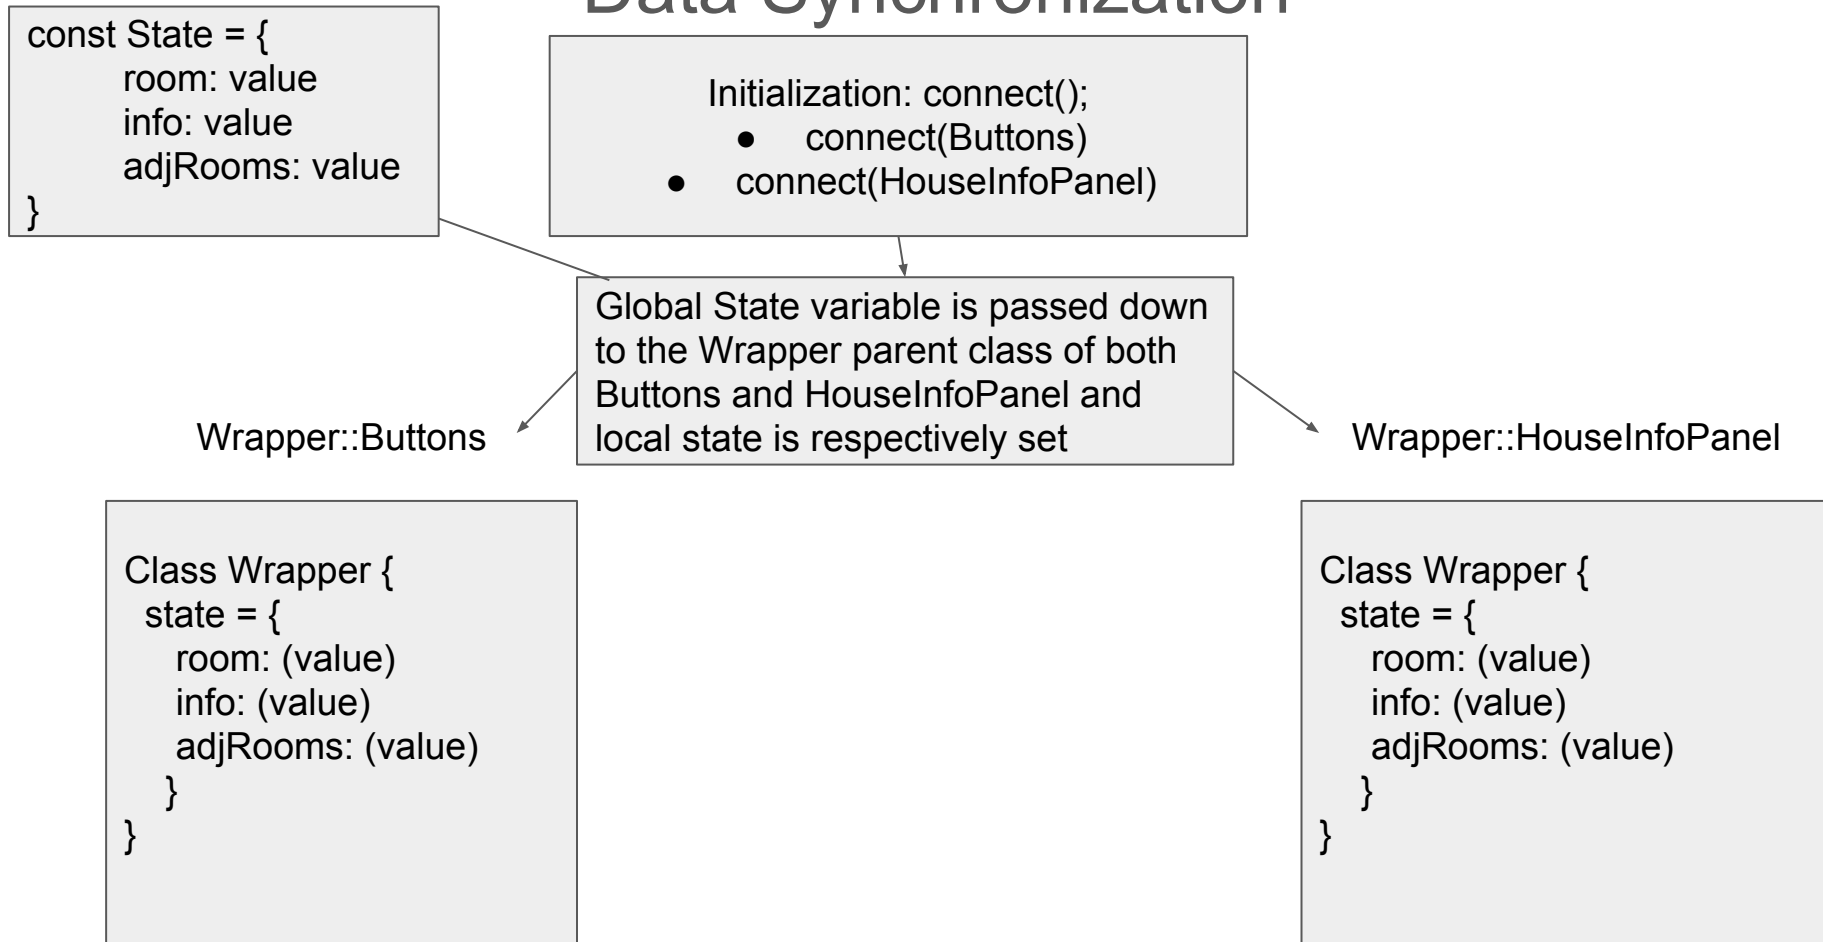 Data Synchronization
const State = {
room: value
info: value
adjRooms: value
}
Initialization: connect();
● connect(Buttons)
● connect(HouseInfoPanel)
Global State variable is passed down
to the Wrapper parent class of both
Buttons and HouseInfoPanel and
local state is respectively set
Wrapper::Buttons
Wrapper::HouseInfoPanel
Class Wrapper {
state = {
room: (value)
info: (value)
adjRooms: (value)
}
}
Class Wrapper {
state = {
room: (value)
info: (value)
adjRooms: (value)
}
}